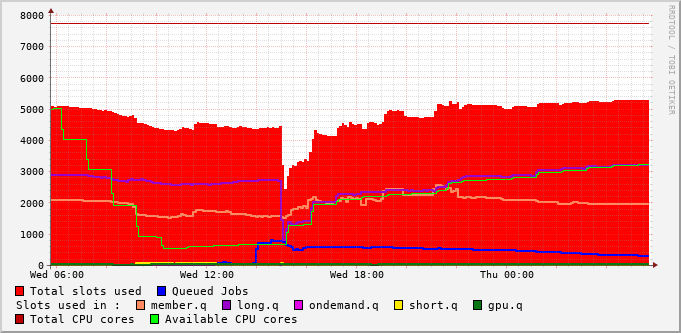 8000
7000
6000
5000
4000
3000
2000
1000
0
Wed 06:00 Wed 12:00 Wed 18:00 Thu 00:00
RRDTOOL / TOBI OETIKER
Total slots used Queued Jobs
Slots used in : member.q long.q ondemand.q short.q gpu.q
Total CPU cores Available CPU cores